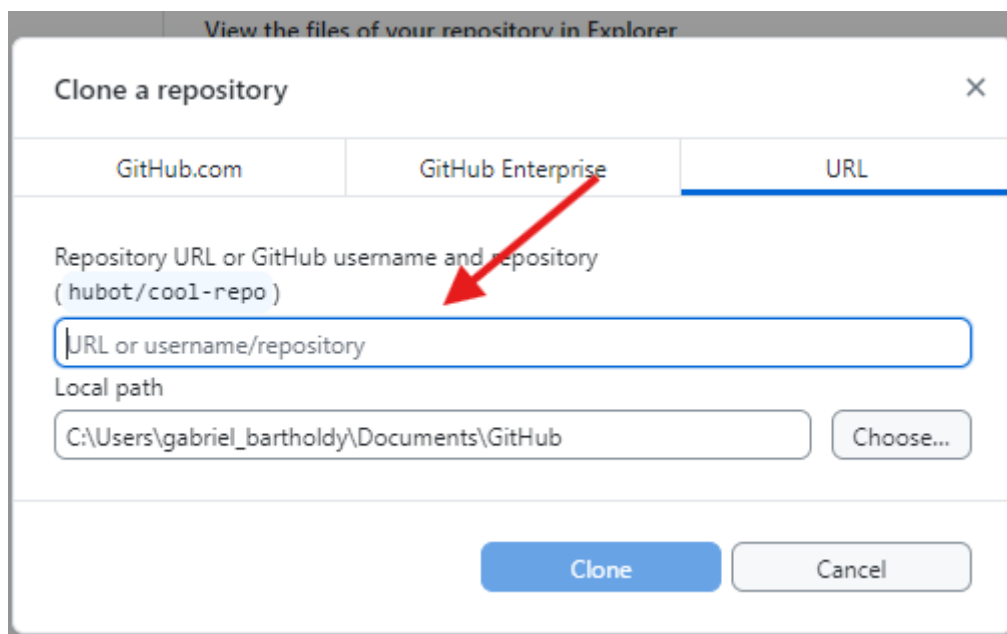 View the files of your repository in Explorer
Clone a repository
GitHub.com
GitHub Enterprise
URL
Repository URL or GitHub username and repository
(hubot/cool-repo)
URL or username/repository
Local path
C:\Users\gabriel_bartholdy\Documents\GitHub
Choose...
Clone
Cancel